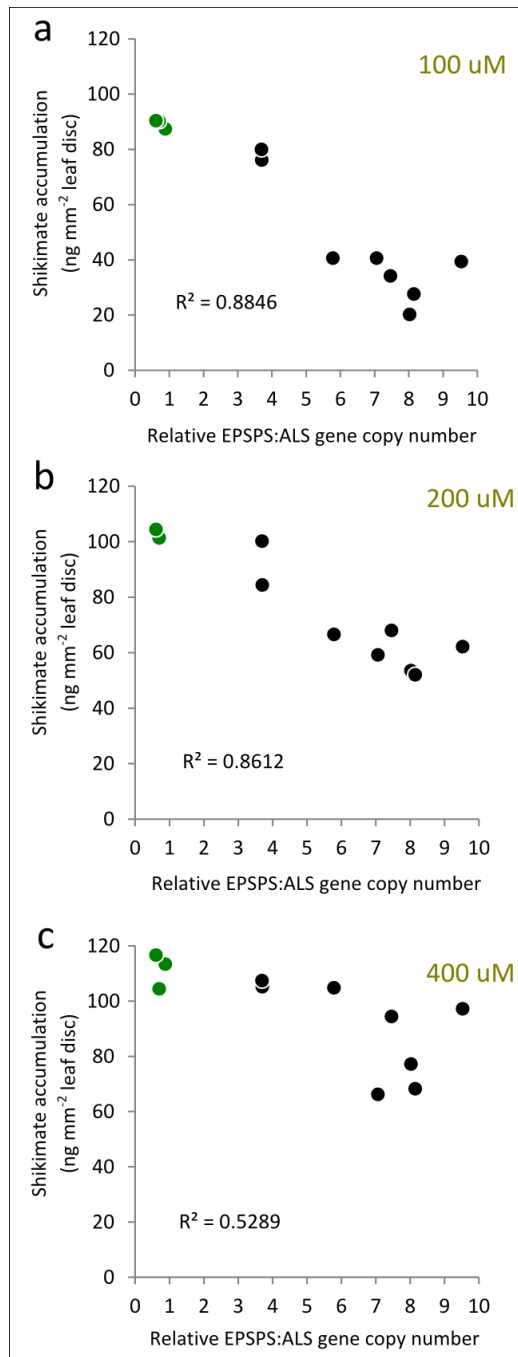 a
100 uM
120
100
80
60
40
20
0
Shikimate accumulation
(ng mm⁻² leaf disc)
R² = 0.8846
0 1 2 3 4 5 6 7 8 9 10
Relative EPSPS:ALS gene copy number
b
200 uM
120
100
80
60
40
20
0
Shikimate accumulation
(ng mm⁻² leaf disc)
R² = 0.8612
0 1 2 3 4 5 6 7 8 9 10
Relative EPSPS:ALS gene copy number
c
400 uM
120
100
80
60
40
20
0
Shikimate accumulation
(ng mm⁻² leaf disc)
R² = 0.5289
0 1 2 3 4 5 6 7 8 9 10
Relative EPSPS:ALS gene copy number